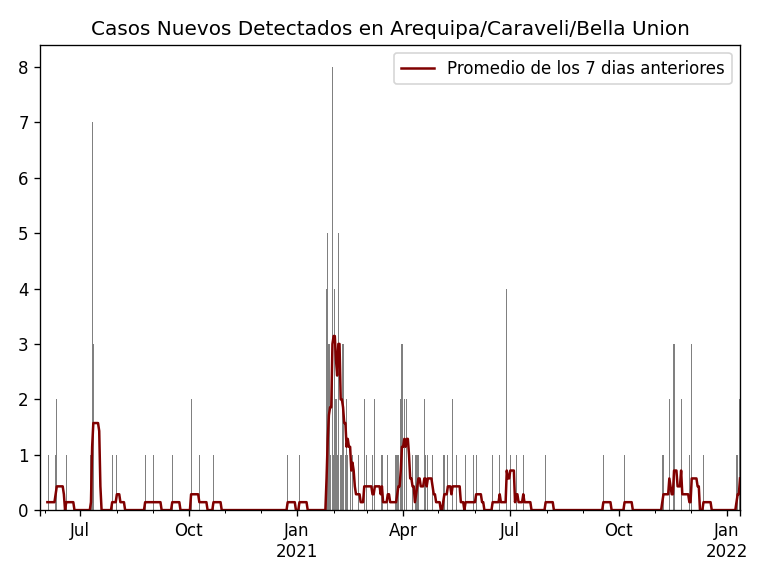 Casos Nuevos Detectados en Arequipa/Caraveli/Bella Union
Promedio de los 7 dias anteriores
8
7
6
5
4
3
2
1
0
Jul
Oct
Jan
2021
Apr
Jul
Oct
Jan
2022